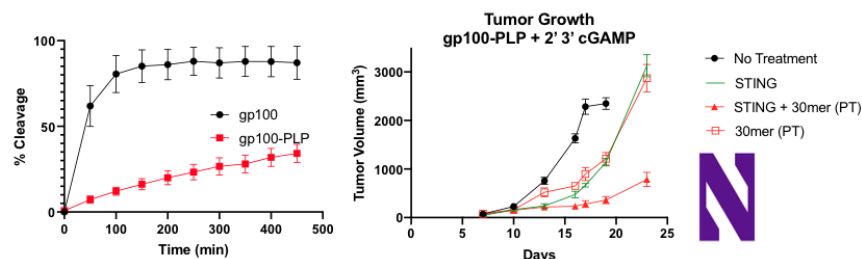 100
50
0
% Cleavage
gp100
gp100-PLP
0 100 200 300 400 500
Time (min)
Tumor Growth
gp100-PLP + 2' 3' cGAMP
3000
2000
1000
0
Tumor Volume (mm³)
0 5 10 15 20 25
Days
No Treatment
STING
STING + 30mer (PT)
30mer (PT)
N